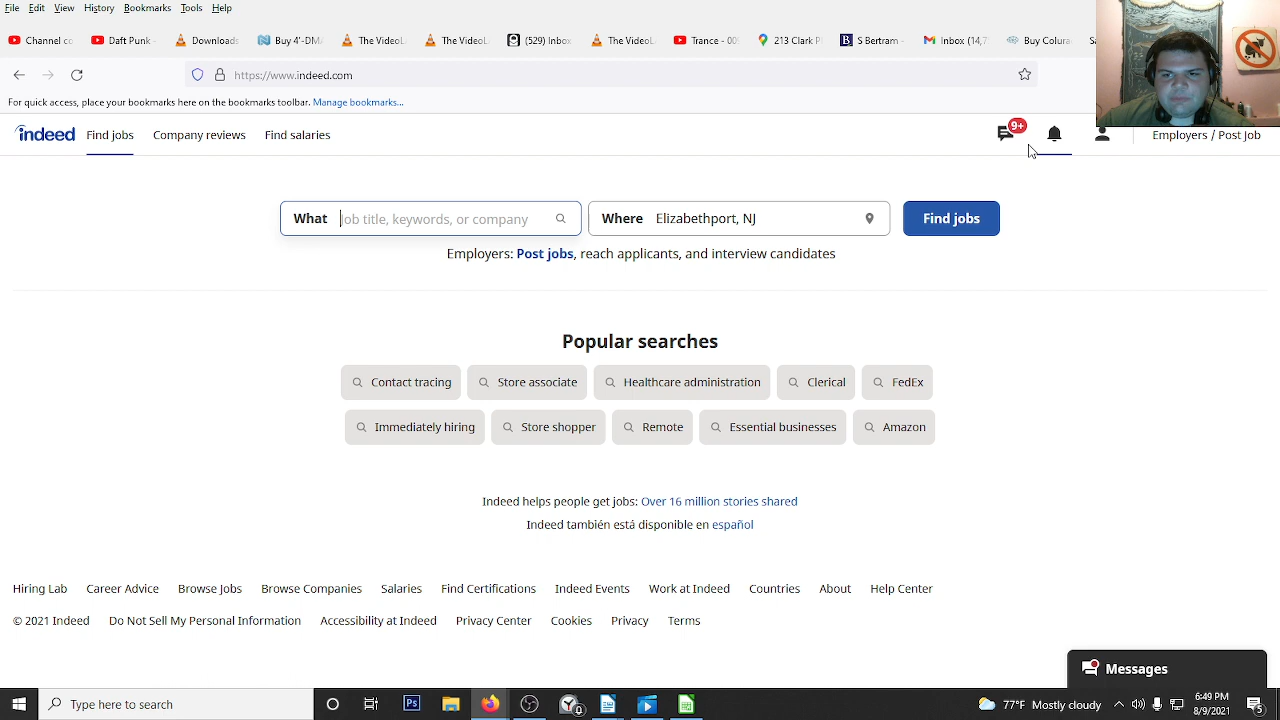 File Edit View History Bookmarks Tools Help
Channel co Daft Punk - Downloads Buy 4'-DMA The VideoL The VideoL (529) Inbox The VideoL Trance - 00 213 Clark Pl S Bertram - Inbox (14,7 Buy Colura Sa
https://www.indeed.com
For quick access, place your bookmarks here on the bookmarks toolbar. Manage bookmarks...
indeed Find jobs Company reviews Find salaries 9+ Employers / Post Job
What Job title, keywords, or company Where Elizabethport, NJ Find jobs
Employers: Post jobs, reach applicants, and interview candidates
Popular searches
Contact tracing Store associate Healthcare administration Clerical FedEx
Immediately hiring Store shopper Remote Essential businesses Amazon
Indeed helps people get jobs: Over 16 million stories shared
Indeed también está disponible en español
Hiring Lab Career Advice Browse Jobs Browse Companies Salaries Find Certifications Indeed Events Work at Indeed Countries About Help Center
© 2021 Indeed Do Not Sell My Personal Information Accessibility at Indeed Privacy Center Cookies Privacy Terms
Messages
Type here to search Ps 77°F Mostly cloudy 6:49 PM
8/9/2021 5